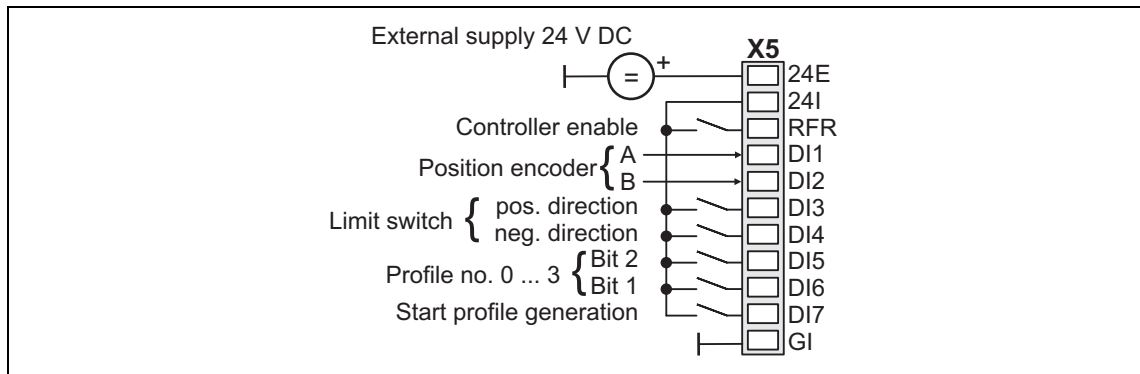 External supply 24 V DC
X5
+
=
24E
24I
Controller enable
RFR
Position encoder { A
DI1
B
DI2
Limit switch { pos. direction
DI3
neg. direction
DI4
Profile no. 0 ... 3 { Bit 2
DI5
Bit 1
DI6
Start profile generation
DI7
GI